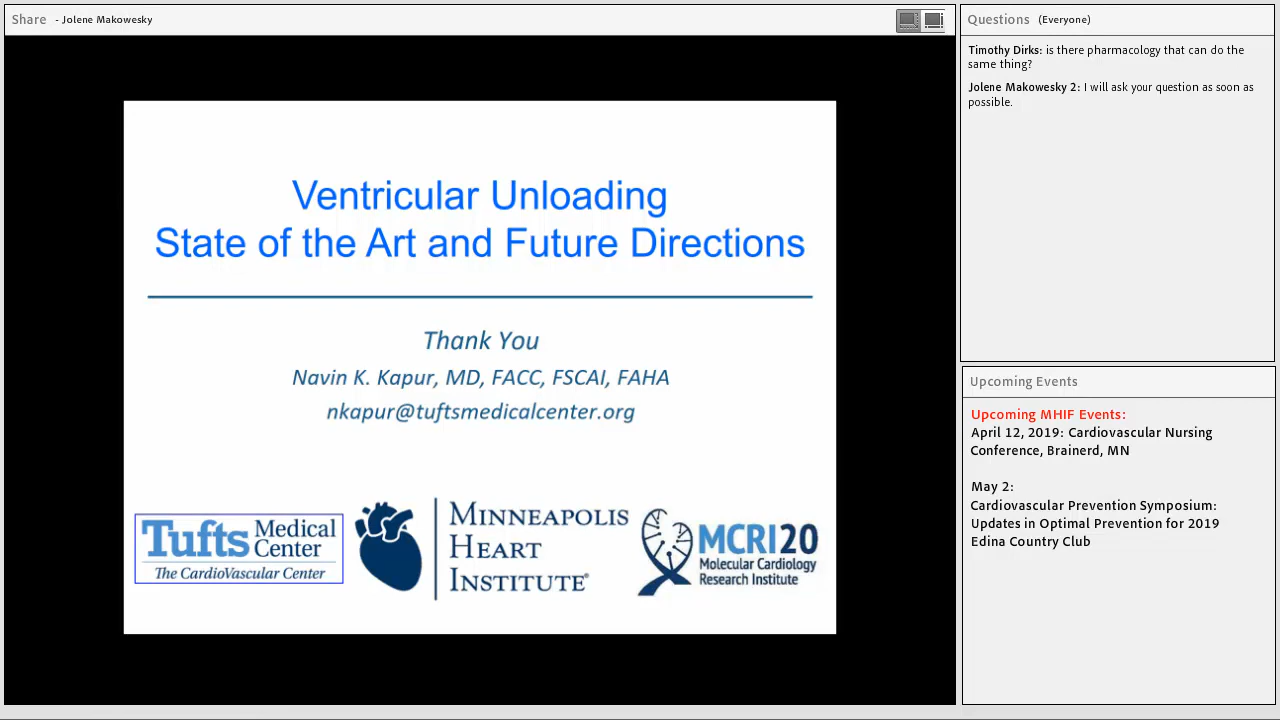 Share - Jolene Makowesky
Ventricular Unloading
State of the Art and Future Directions
Thank You
Navin K. Kapur, MD, FACC, FSCAI, FAHA
nkapur@tuftsmedicalcenter.org
Tufts Medical Center
The CardioVascular Center
MINNEAPOLIS
HEART
INSTITUTE®
MCRI20
Molecular Cardiology
Research Institute
Questions (Everyone)
Timothy Dirks: is there pharmacology that can do the
same thing?
Jolene Makowesky 2: I will ask your question as soon as
possible.
Upcoming Events
Upcoming MHIF Events:
April 12, 2019: Cardiovascular Nursing
Conference, Brainerd, MN
May 2:
Cardiovascular Prevention Symposium:
Updates in Optimal Prevention for 2019
Edina Country Club